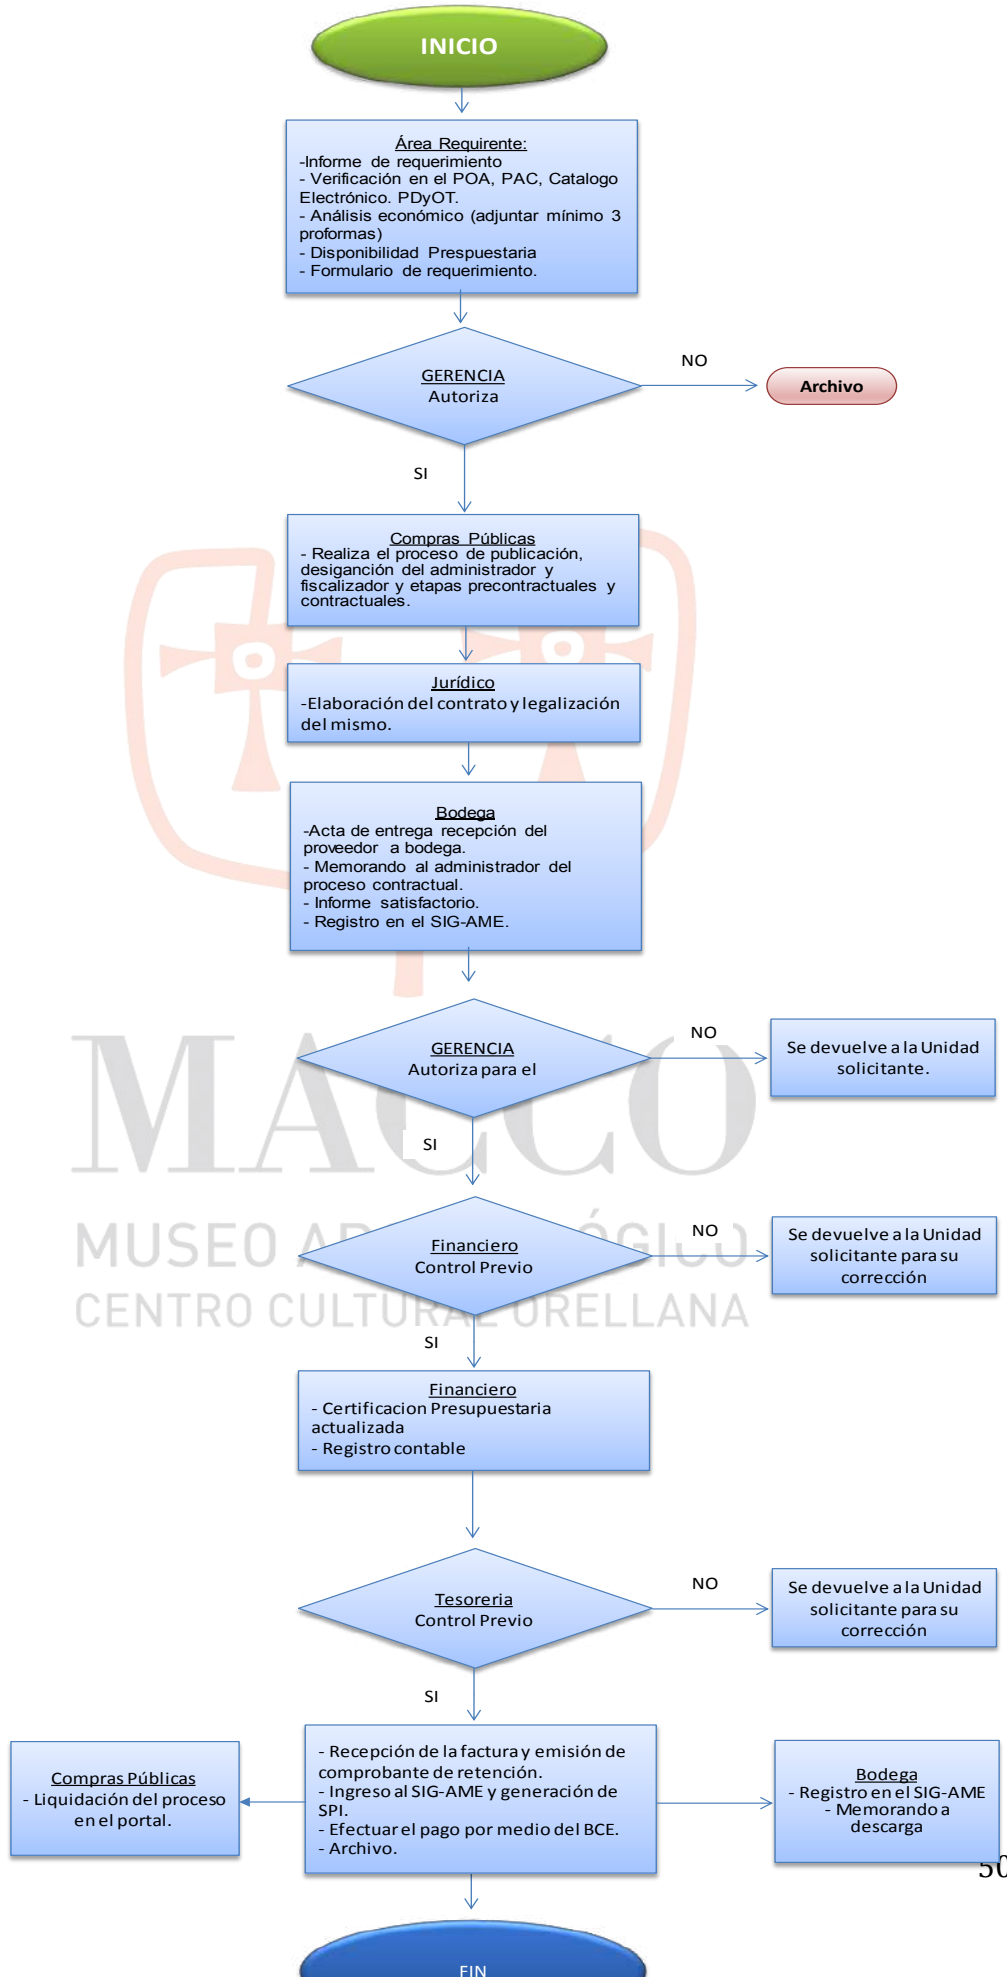 INICIO
Área Requirente:
-Informe de requerimiento
- Verificación en el POA, PAC, Catalogo
Electrónico. PDyOT.
- Análisis económico (adjuntar mínimo 3
proformas)
- Disponibilidad Prespuestaria
- Formulario de requerimiento.
GERENCIA
Autoriza
NO
Archivo
SI
Compras Públicas
- Realiza el proceso de publicación,
desigancíón del administrador y
fiscalizador y etapas precontractuales y
contractuales.
Jurídico
-Elaboración del contrato y legalización
del mismo.
Bodega
-Acta de entrega recepción del
proveedor a bodega.
- Memorando al administrador del
proceso contractual.
- Informe satisfactorio.
- Registro en el SIG-AME.
GERENCIA
Autoriza para el
NO
Se devuelve a la Unidad
solicitante.
SI
MACCO
Financiero
Control Previo
NO
Se devuelve a la Unidad
solicitante para su
corrección
MUSEO
CENTRO CULTURAL ORELLANA
SI
Financiero
- Certificacion Presupuestaria
actualizada
- Registro contable
Tesoreria
Control Previo
NO
Se devuelve a la Unidad
solicitante para su
corrección
SI
Compras Públicas
- Liquidación del proceso
en el portal.
- Recepción de la factura y emisión de
comprobante de retención.
- Ingreso al SIG-AME y generación de
SPI.
- Efectuar el pago por medio del BCE.
- Archivo.
Bodega
- Registro en el SIG-AME
- Memorando a
descarga
50
FIN